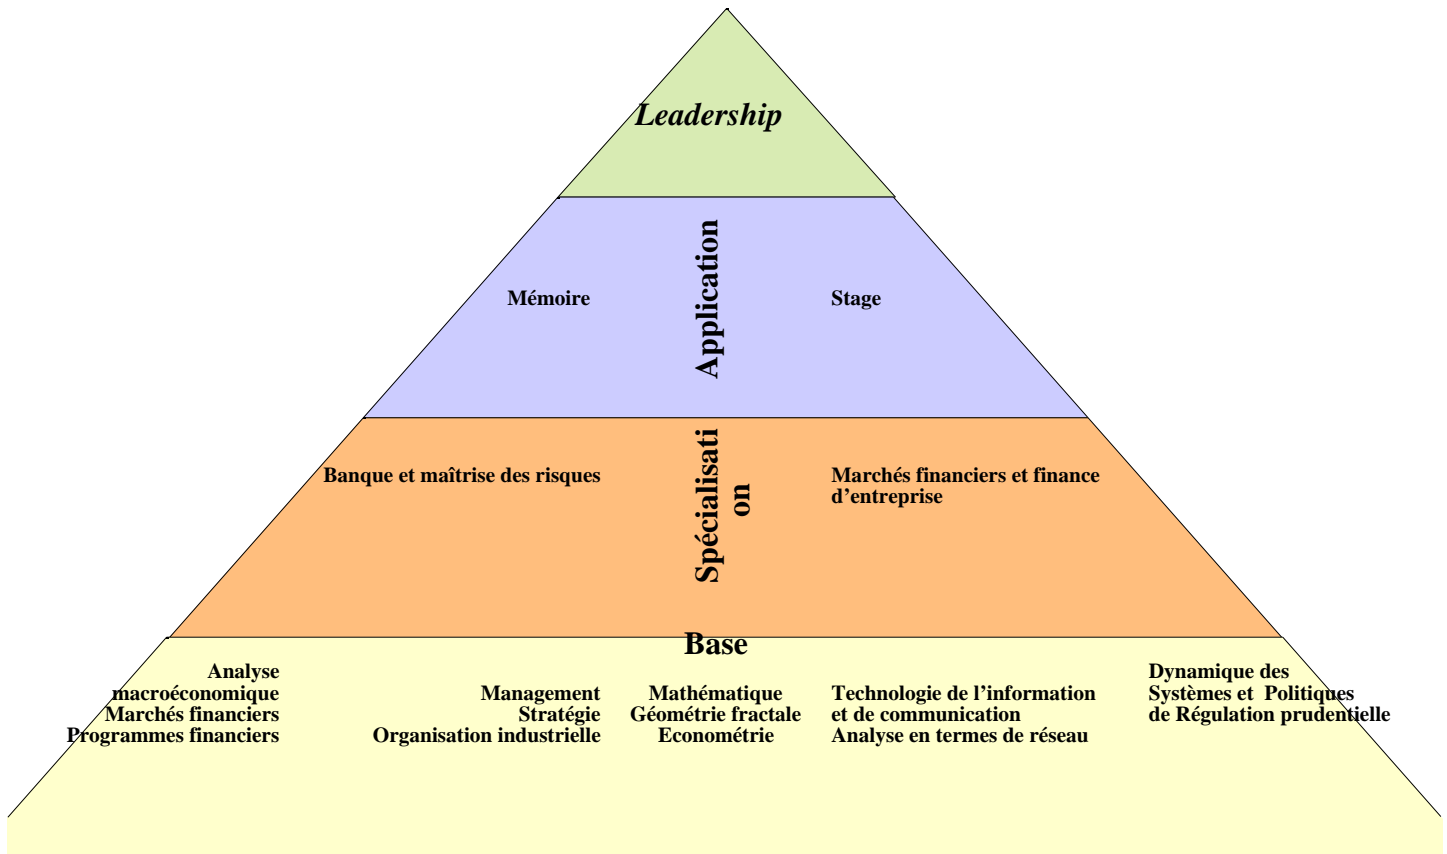 Leadership
Application
Mémoire
Stage
Spécialisati
on
Banque et maîtrise des risques
Marchés financiers et finance
d’entreprise
Base
Analyse
macroéconomique
Marchés financiers
Programmes financiers
Management
Stratégie
Organisation industrielle
Mathématique
Géométrie fractale
Econométrie
Technologie de l’information
et de communication
Analyse en termes de réseau
Dynamique des
Systèmes et  Politiques
de Régulation prudentielle